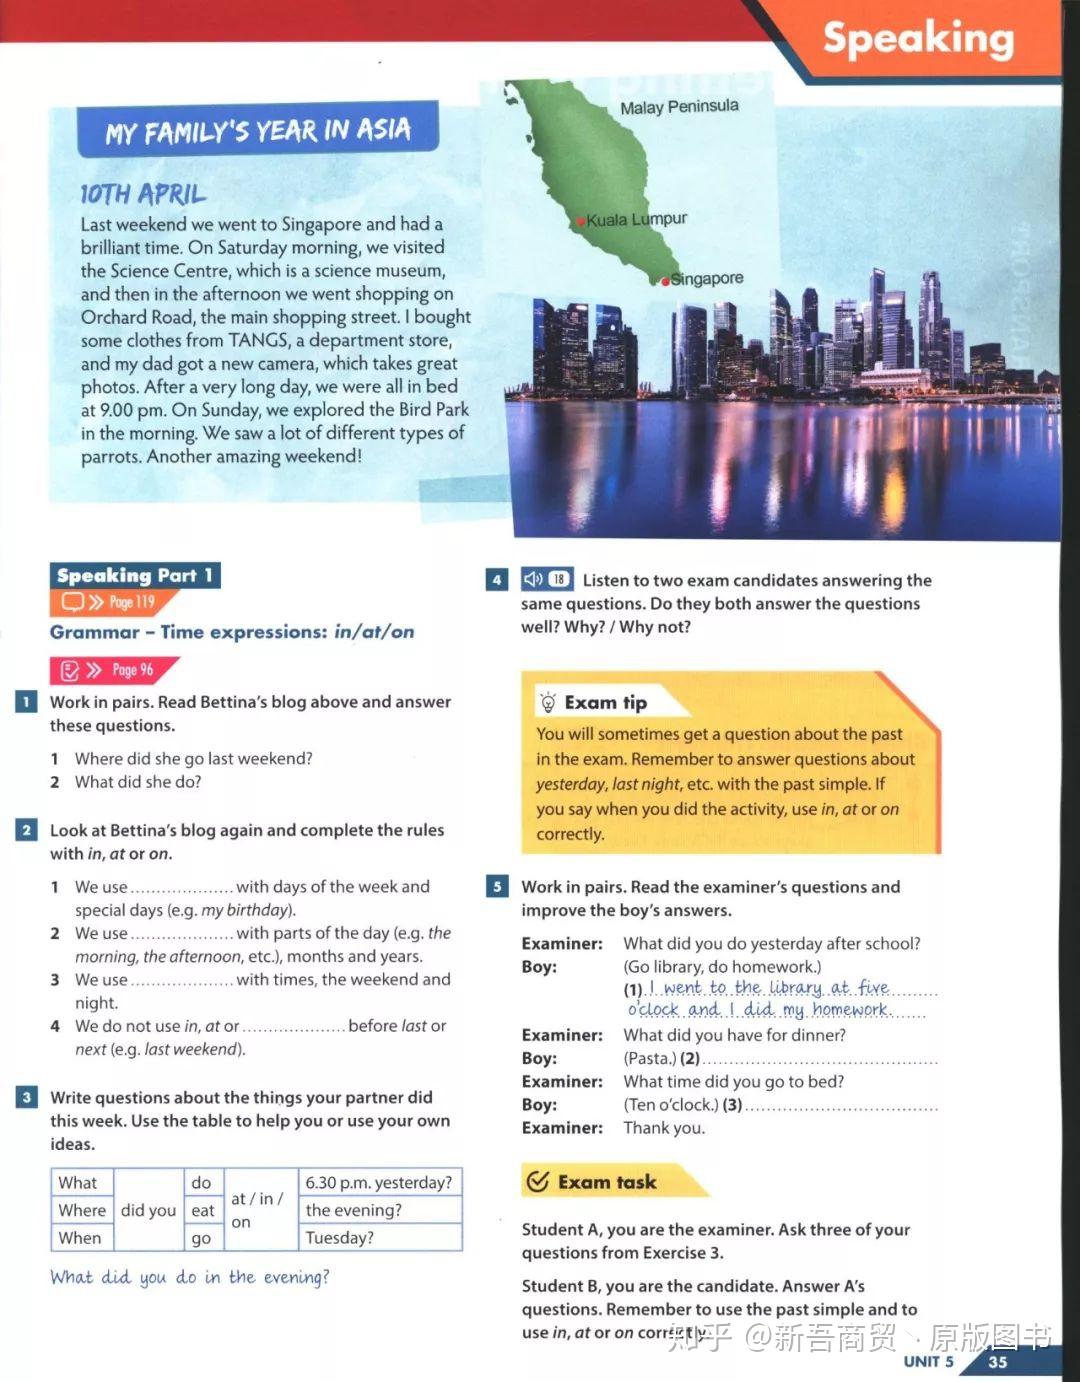 Speaking
MY FAMILY'S YEAR IN ASIA
10TH APRIL
Last weekend we went to Singapore and had a
brilliant time. On Saturday morning, we visited
the Science Centre, which is a science museum,
and then in the afternoon we went shopping on
Orchard Road, the main shopping street. I bought
some clothes from TANGS, a department store,
and my dad got a new camera, which takes great
photos. After a very long day, we were all in bed
at 9.00 pm. On Sunday, we explored the Bird Park
in the morning. We saw a lot of different types of
parrots. Another amazing weekend!
Malay Peninsula
Kuala Lumpur
Singapore
Speaking Part 1
Page 119
Grammar – Time expressions: in/at/on
Page 96
1 Work in pairs. Read Bettina's blog above and answer
these questions.
1 Where did she go last weekend?
2 What did she do?
2 Look at Bettina's blog again and complete the rules
with in, at or on.
1 We use .................... with days of the week and
special days (e.g. my birthday).
2 We use .................... with parts of the day (e.g. the
morning, the afternoon, etc.), months and years.
3 We use .................... with times, the weekend and
night.
4 We do not use in, at or .................... before last or
next (e.g. last weekend).
3 Write questions about the things your partner did
this week. Use the table to help you or use your own
ideas.
What did you do at / in / on 6.30 p.m. yesterday?
Where eat the evening?
When go Tuesday?
What did you do in the evening?
4 18 Listen to two exam candidates answering the
same questions. Do they both answer the questions
well? Why? / Why not?
Exam tip
You will sometimes get a question about the past
in the exam. Remember to answer questions about
yesterday, last night, etc. with the past simple. If
you say when you did the activity, use in, at or on
correctly.
5 Work in pairs. Read the examiner's questions and
improve the boy's answers.
Examiner: What did you do yesterday after school?
Boy: (Go library, do homework.)
(1) I went to the library at five
o'clock and I did my homework.
Examiner: What did you have for dinner?
Boy: (Pasta.) (2) ....................
Examiner: What time did you go to bed?
Boy: (Ten o'clock.) (3) ....................
Examiner: Thank you.
Exam task
Student A, you are the examiner. Ask three of your
questions from Exercise 3.
Student B, you are the candidate. Answer A's
questions. Remember to use the past simple and to
use in, at or on correctly.
知乎 @新吾商贸丶原版图书
UNIT 5 35